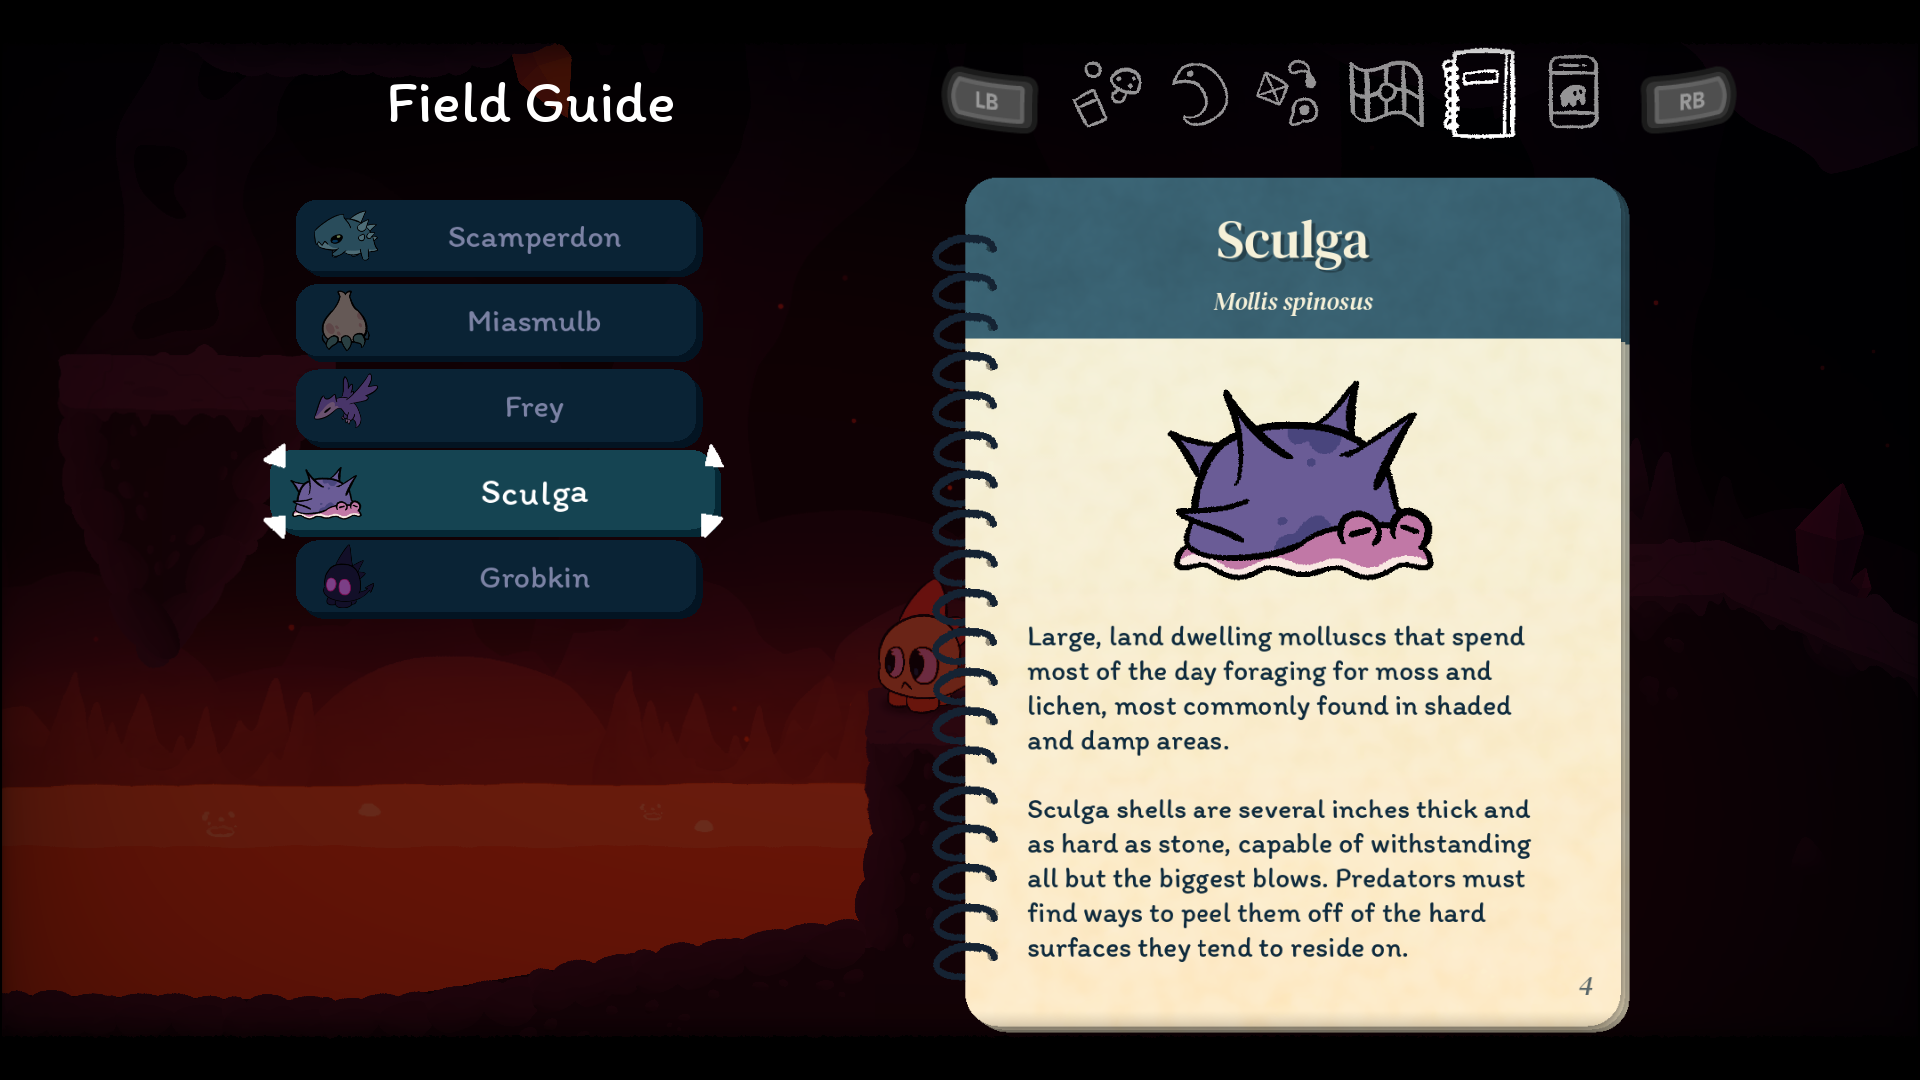 Field Guide
LB
RB
Scamperdon
Miasmulb
Frey
Sculga
Grobkin
Sculga
Mollis spinosus
Large, land dwelling molluscs that spend
most of the day foraging for moss and
lichen, most commonly found in shaded
and damp areas.
Sculga shells are several inches thick and
as hard as stone, capable of withstanding
all but the biggest blows. Predators must
find ways to peel them off of the hard
surfaces they tend to reside on.
4